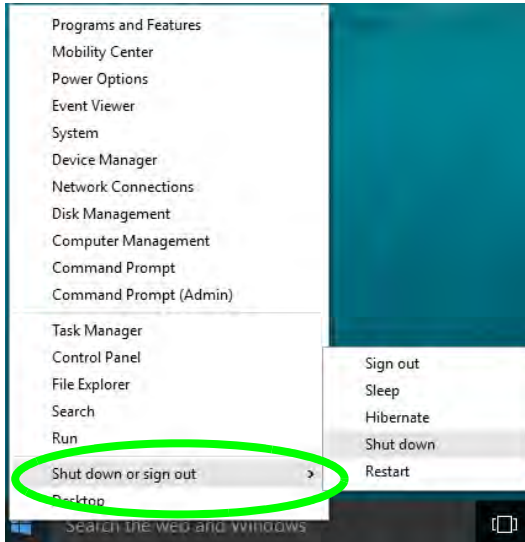 Programs and Features
Mobility Center
Power Options
Event Viewer
System
Device Manager
Network Connections
Disk Management
Computer Management
Command Prompt
Command Prompt (Admin)
Task Manager
Control Panel
File Explorer
Search
Run
Shut down or sign out
Desktop
Sign out
Sleep
Hibernate
Shut down
Restart
Search the web and Windows